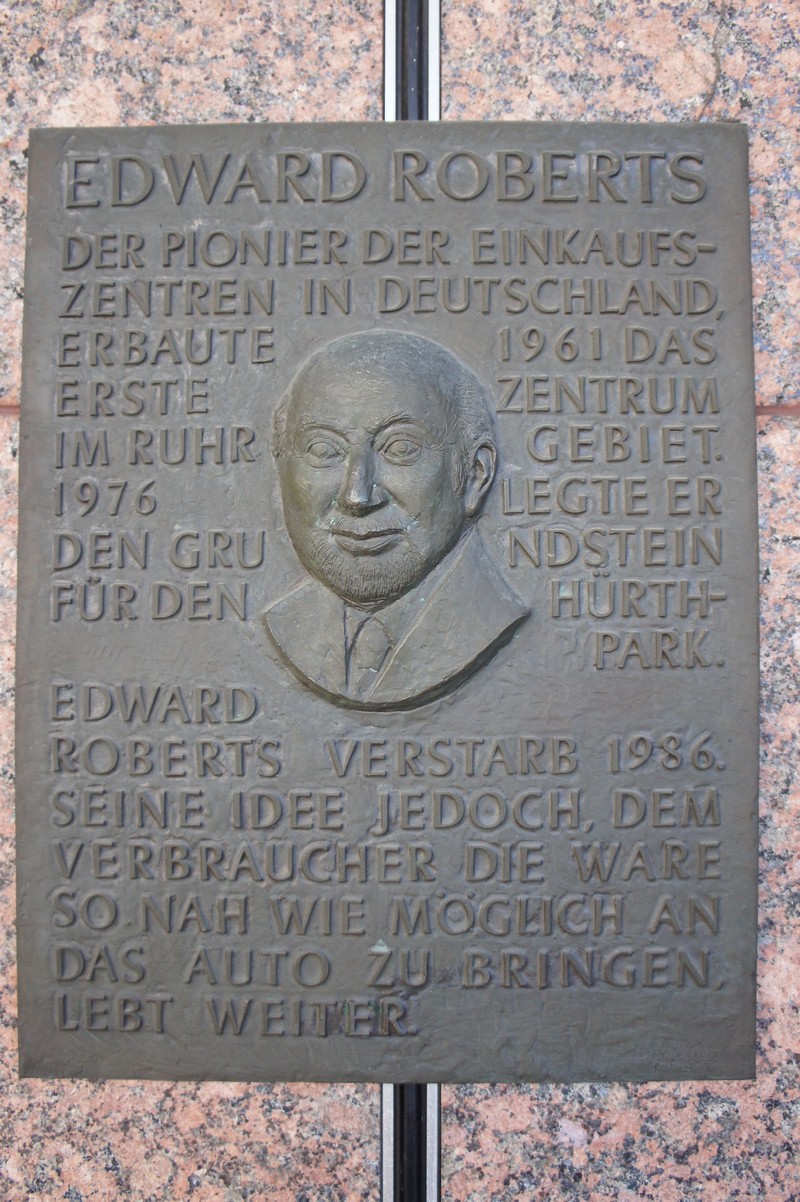 EDWARD ROBERTS
DER PIONIER DER EINKAUFS-
ZENTREN IN DEUTSCHLAND,
ERBAUTE 1961 DAS
ERSTE ZENTRUM
IM RUHR GEBIET.
1976 LEGTE ER
DEN GRU NDSTEIN
FÜR DEN HÜRTH-
PARK.
EDWARD
ROBERTS VERSTARB 1986.
SEINE IDEE JEDOCH, DEM
VERBRAUCHER DIE WARE
SO NAH WIE MÖGLICH AN
DAS AUTO ZU BRINGEN,
LEBT WEITER.